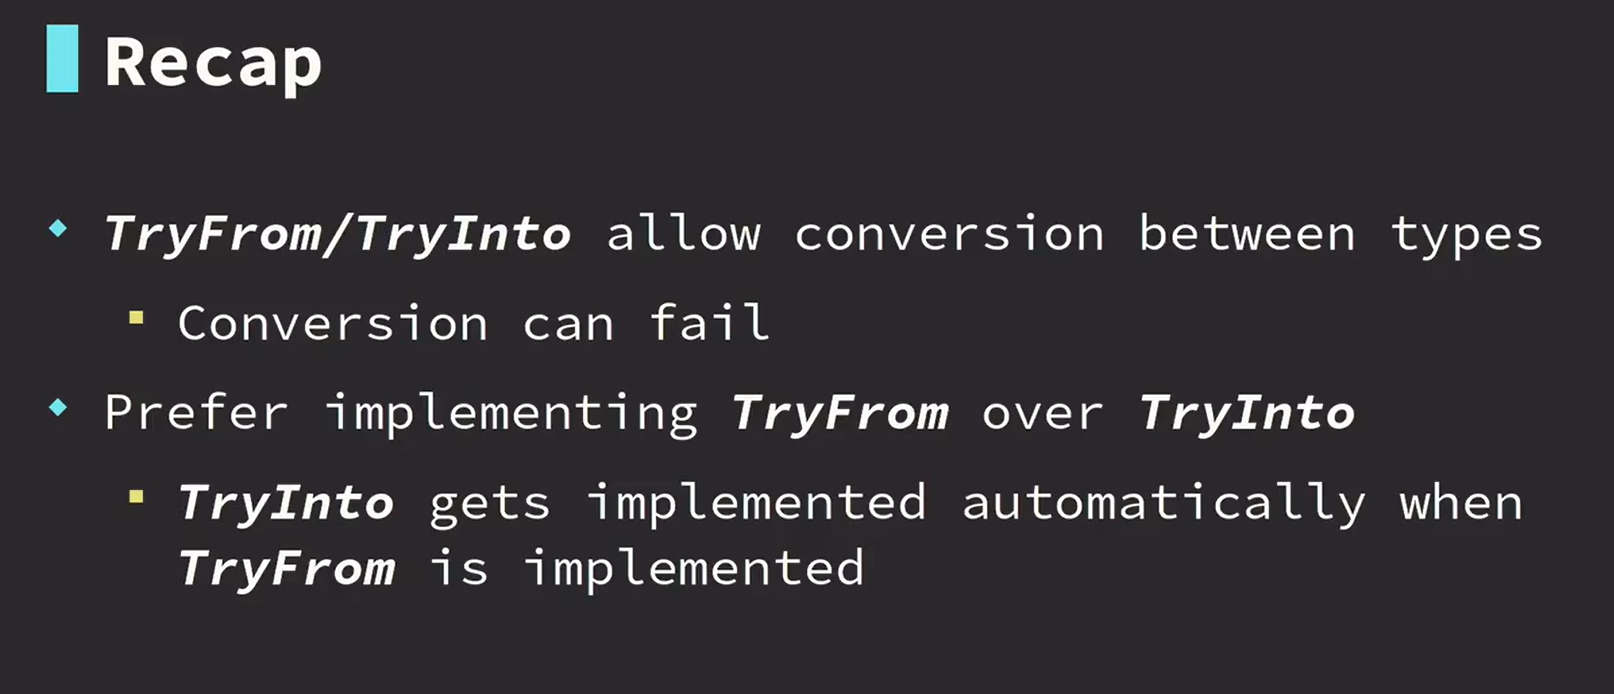 Recap
TryFrom/TryInto allow conversion between types
Conversion can fail
Prefer implementing TryFrom over TryInto
TryInto gets implemented automatically when
TryFrom is implemented